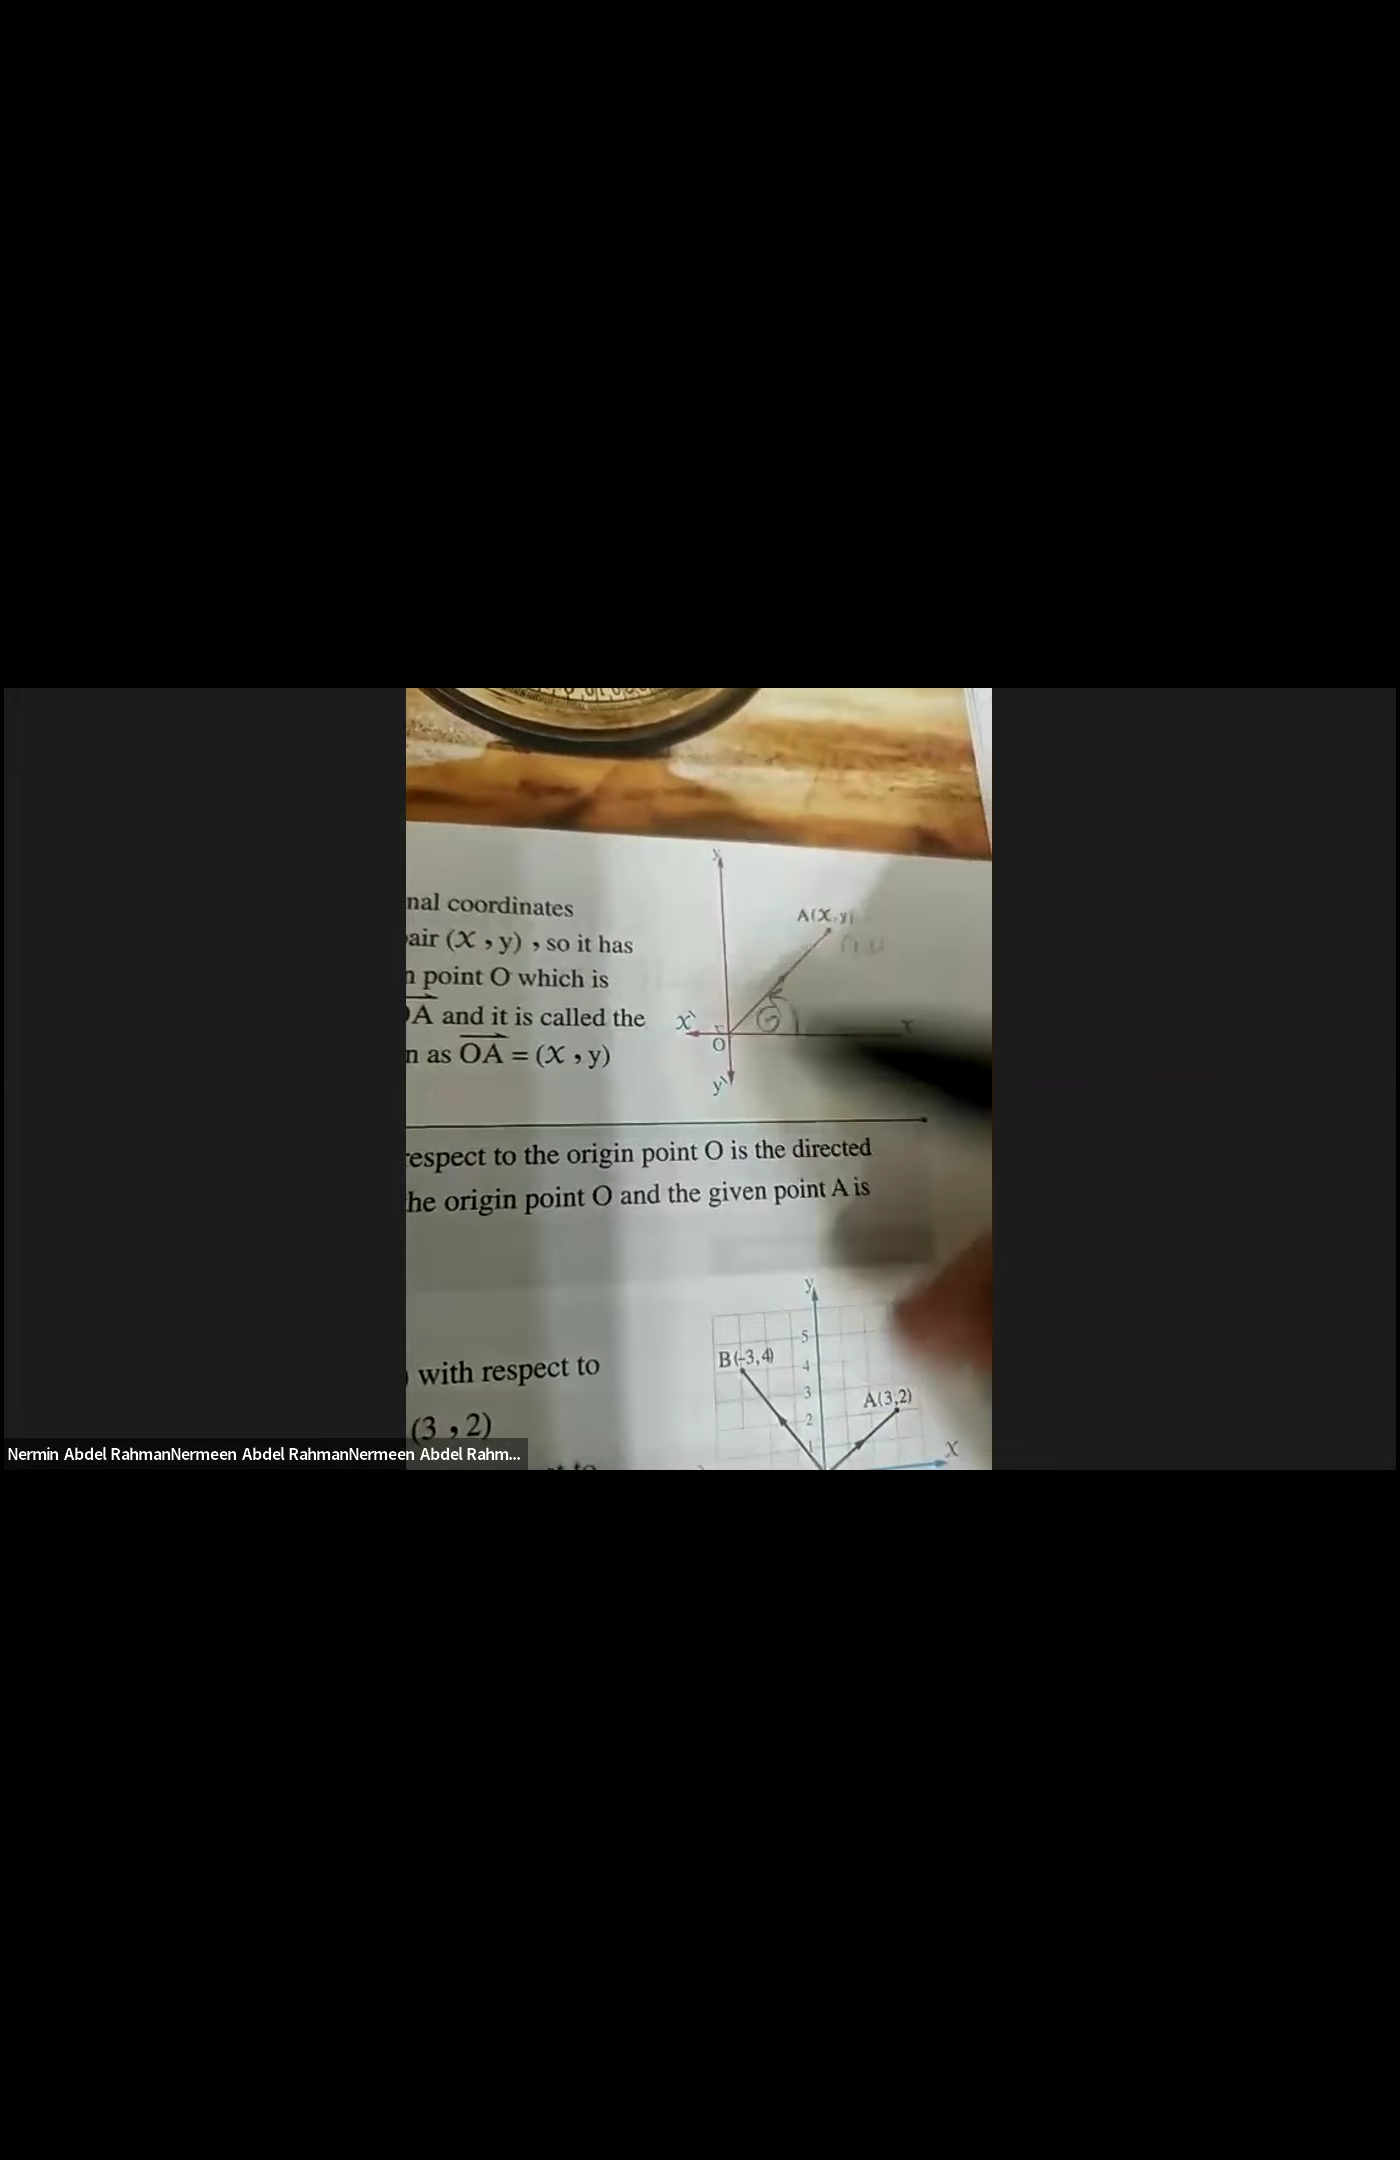 nal coordinates
air (X , y) , so it has
n point O which is
A and it is called the
n as OA = (X , y)
y
A(X,y)
X`
O
X
y`
espect to the origin point O is the directed
he origin point O and the given point A is
with respect to
(3 , 2)
y
5
4
3
2
1
B(-3,4)
A(3,2)
X
Nermin Abdel RahmanNermeen Abdel RahmanNermeen Abdel Rahm...